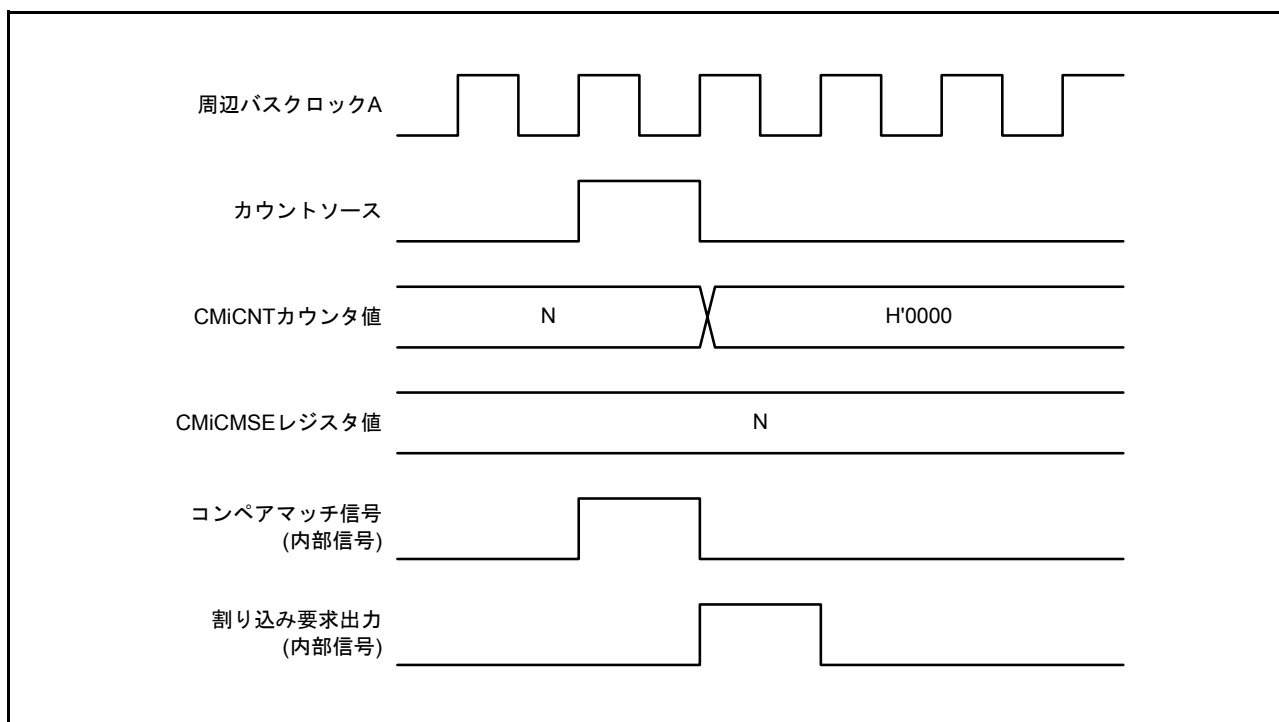 周辺バスクロックA
カウントソース
CMiCNTカウンタ値
N
H'0000
CMiCMSEレジスタ値
N
コンペアマッチ信号
(内部信号)
割り込み要求出力
(内部信号)